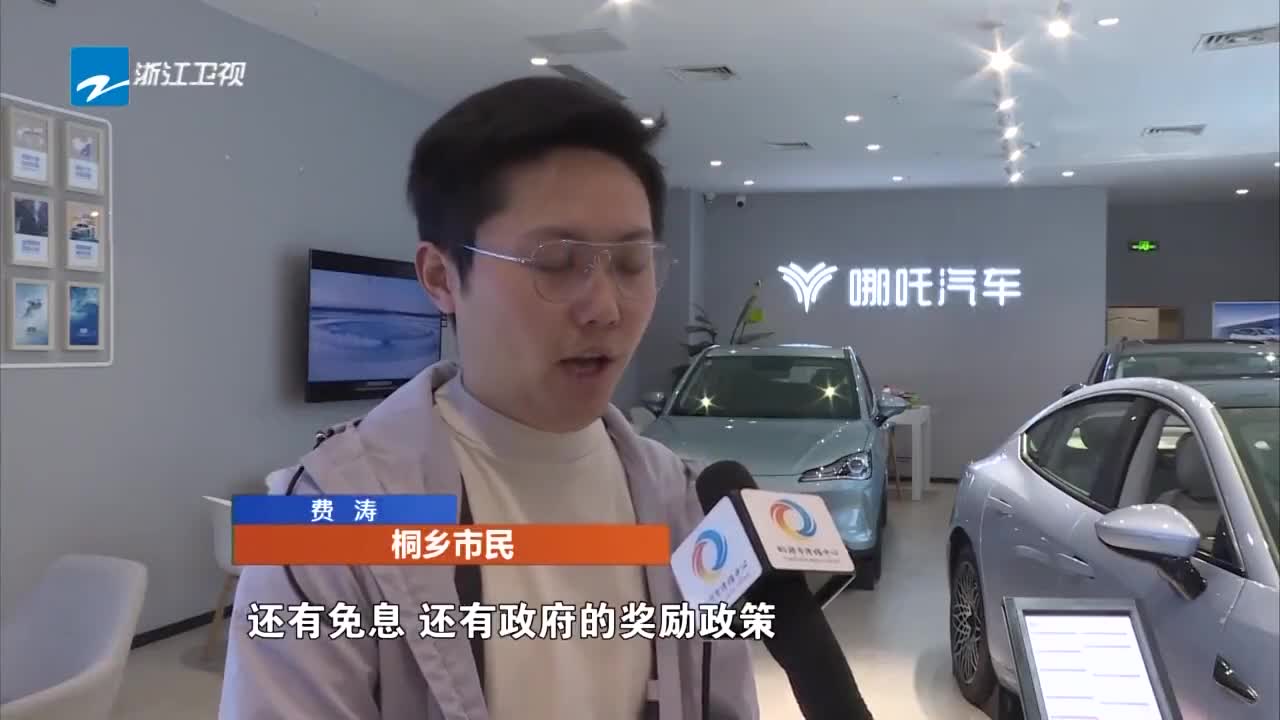 浙江卫视
哪吒汽车
费 涛
桐乡市民
还有免息 还有政府的奖励政策